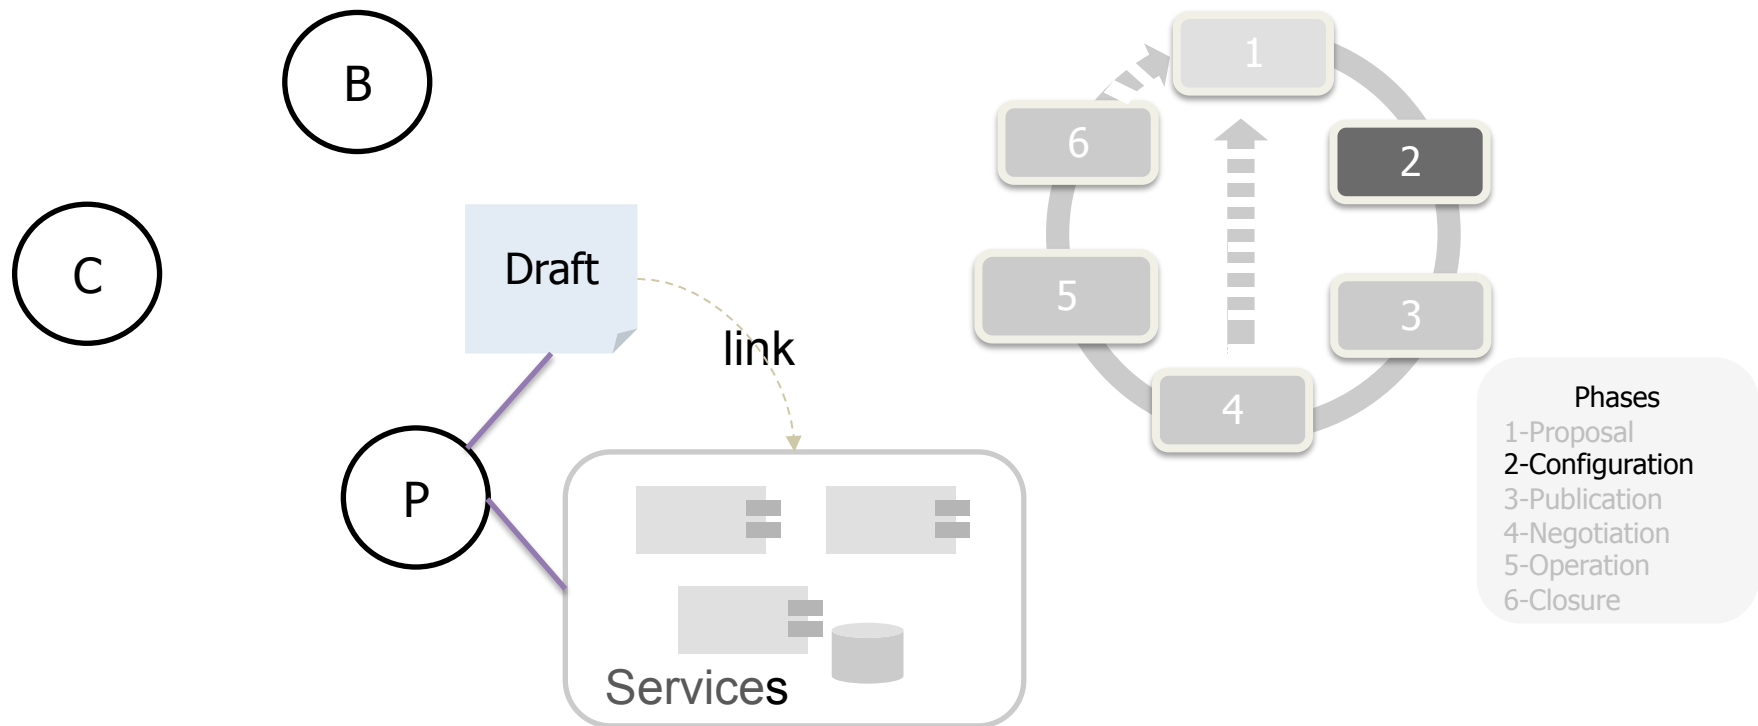 B
C
Draft
link
P
Services
1
2
3
4
5
6
Phases
1-Proposal
2-Configuration
3-Publication
4-Negotiation
5-Operation
6-Closure